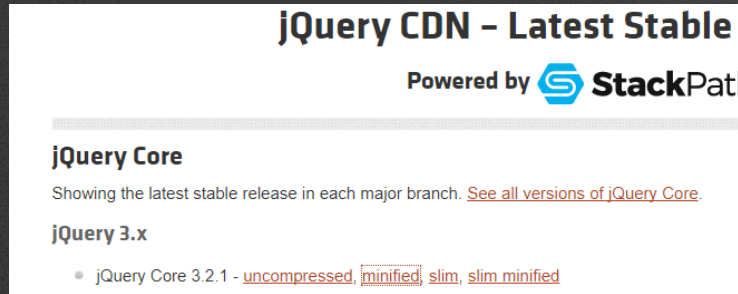 jQuery CDN – Latest Stable
Powered by StackPat
jQuery Core
Showing the latest stable release in each major branch. See all versions of jQuery Core.
jQuery 3.x
jQuery Core 3.2.1 - uncompressed, minified, slim, slim minified